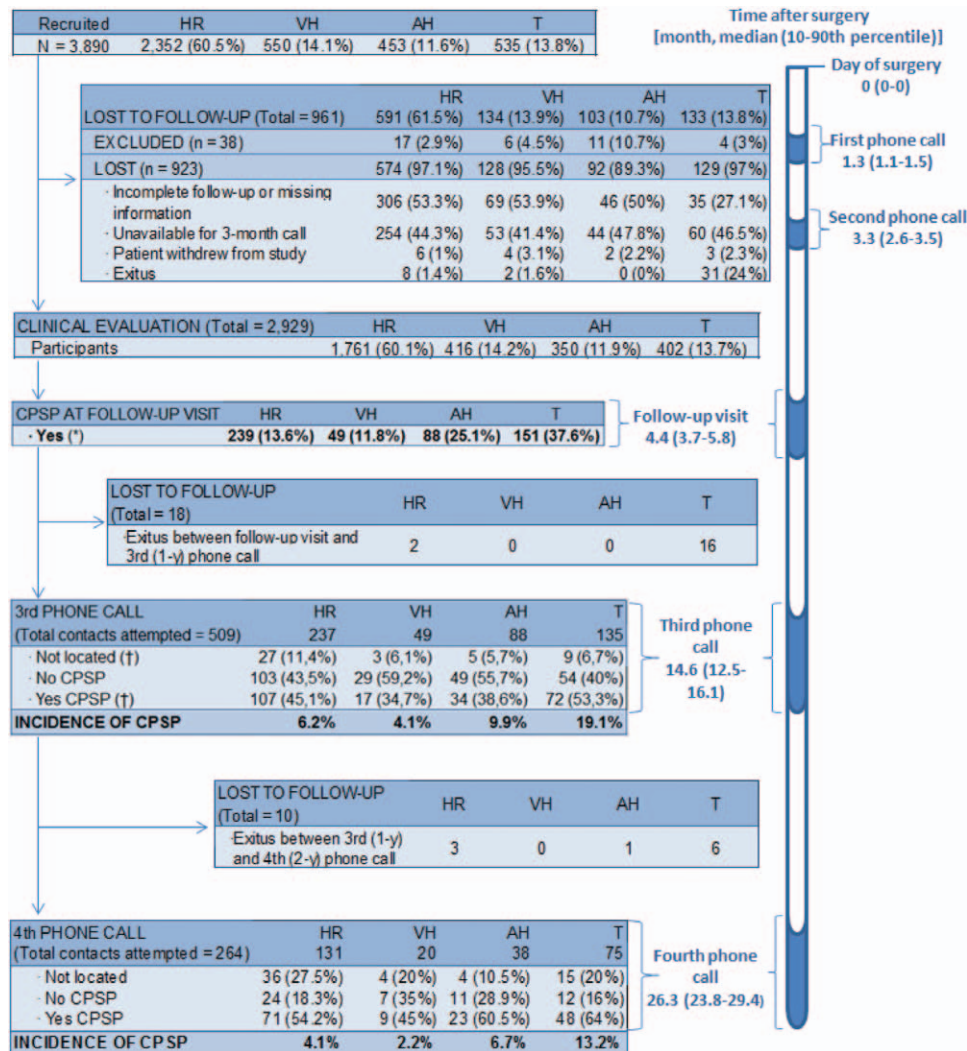 Recruited HR VH AH T
N = 3,890 2,352 (60.5%) 550 (14.1%) 453 (11.6%) 535 (13.8%)
Time after surgery
[month, median (10-90th percentile)]
Day of surgery
0 (0-0)
HR VH AH T
LOST TO FOLLOW-UP (Total = 961) 591 (61.5%) 134 (13.9%) 103 (10.7%) 133 (13.8%)
EXCLUDED (n = 38) 17 (2.9%) 6 (4.5%) 11 (10.7%) 4 (3%)
LOST (n = 923) 574 (97.1%) 128 (95.5%) 92 (89.3%) 129 (97%)
· Incomplete follow-up or missing
information 306 (53.3%) 69 (53.9%) 46 (50%) 35 (27.1%)
· Unavailable for 3-month call 254 (44.3%) 53 (41.4%) 44 (47.8%) 60 (46.5%)
· Patient withdrew from study 6 (1%) 4 (3.1%) 2 (2.2%) 3 (2.3%)
· Exitus 8 (1.4%) 2 (1.6%) 0 (0%) 31 (24%)
First phone call
1.3 (1.1-1.5)
Second phone call
3.3 (2.6-3.5)
CLINICAL EVALUATION (Total = 2,929) HR VH AH T
Participants 1,761 (60.1%) 416 (14.2%) 350 (11.9%) 402 (13.7%)
CPSP AT FOLLOW-UP VISIT HR VH AH T
· Yes (*) 239 (13.6%) 49 (11.8%) 88 (25.1%) 151 (37.6%)
Follow-up visit
4.4 (3.7-5.8)
LOST TO FOLLOW-UP
(Total = 18) HR VH AH T
·Exitus between follow-up visit and
3rd (1-y) phone call 2 0 0 16
3rd PHONE CALL HR VH AH T
(Total contacts attempted = 509) 237 49 88 135
· Not located (†) 27 (11,4%) 3 (6,1%) 5 (5,7%) 9 (6,7%)
· No CPSP 103 (43,5%) 29 (59,2%) 49 (55,7%) 54 (40%)
· Yes CPSP (†) 107 (45,1%) 17 (34,7%) 34 (38,6%) 72 (53,3%)
INCIDENCE OF CPSP 6.2% 4.1% 9.9% 19.1%
Third phone
call
14.6 (12.5-
16.1)
LOST TO FOLLOW-UP
(Total = 10) HR VH AH T
·Exitus between 3rd (1-y)
and 4th (2-y) phone call 3 0 1 6
4th PHONE CALL HR VH AH T
(Total contacts attempted = 264) 131 20 38 75
· Not located 36 (27.5%) 4 (20%) 4 (10.5%) 15 (20%)
· No CPSP 24 (18.3%) 7 (35%) 11 (28.9%) 12 (16%)
· Yes CPSP 71 (54.2%) 9 (45%) 23 (60.5%) 48 (64%)
INCIDENCE OF CPSP 4.1% 2.2% 6.7% 13.2%
Fourth phone
call
26.3 (23.8-29.4)